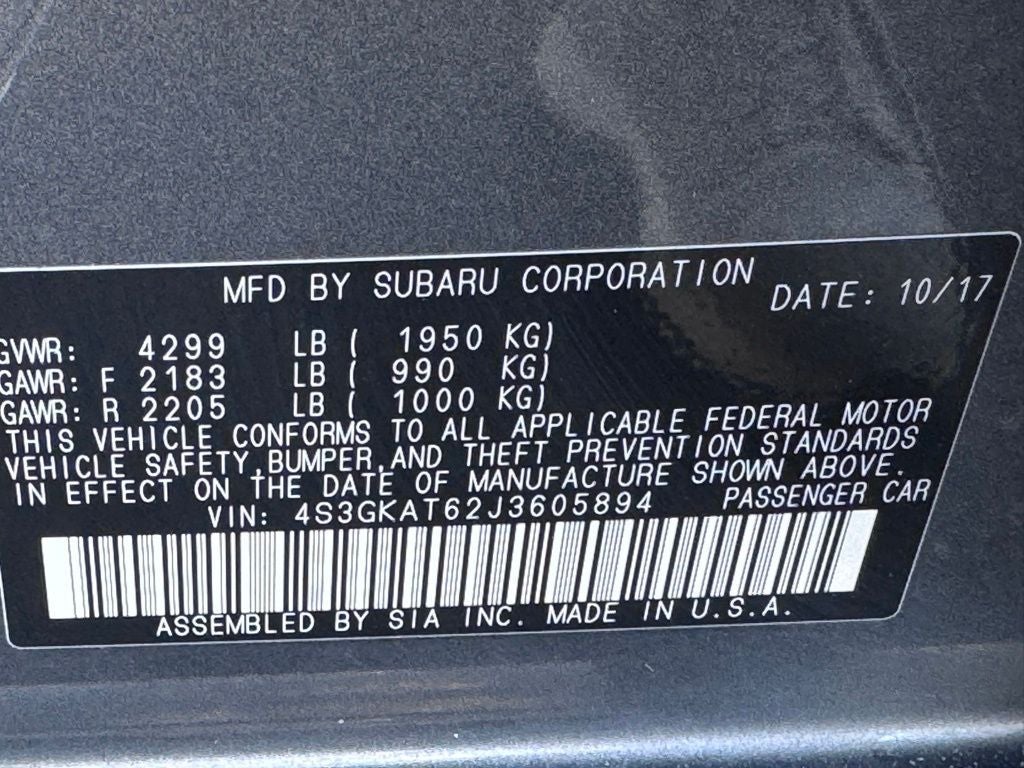 MFD BY SUBARU CORPORATION DATE: 10/17
GVWR: 4299 LB ( 1950 KG)
GAWR: F 2183 LB ( 990 KG)
GAWR: R 2205 LB ( 1000 KG)
THIS VEHICLE CONFORMS TO ALL APPLICABLE FEDERAL MOTOR
VEHICLE SAFETY,BUMPER,AND THEFT PREVENTION STANDARDS
IN EFFECT ON THE DATE OF MANUFACTURE SHOWN ABOVE.
VIN: 4S3GKAT62J3605894 PASSENGER CAR
ASSEMBLED BY SIA INC. MADE IN U.S.A.